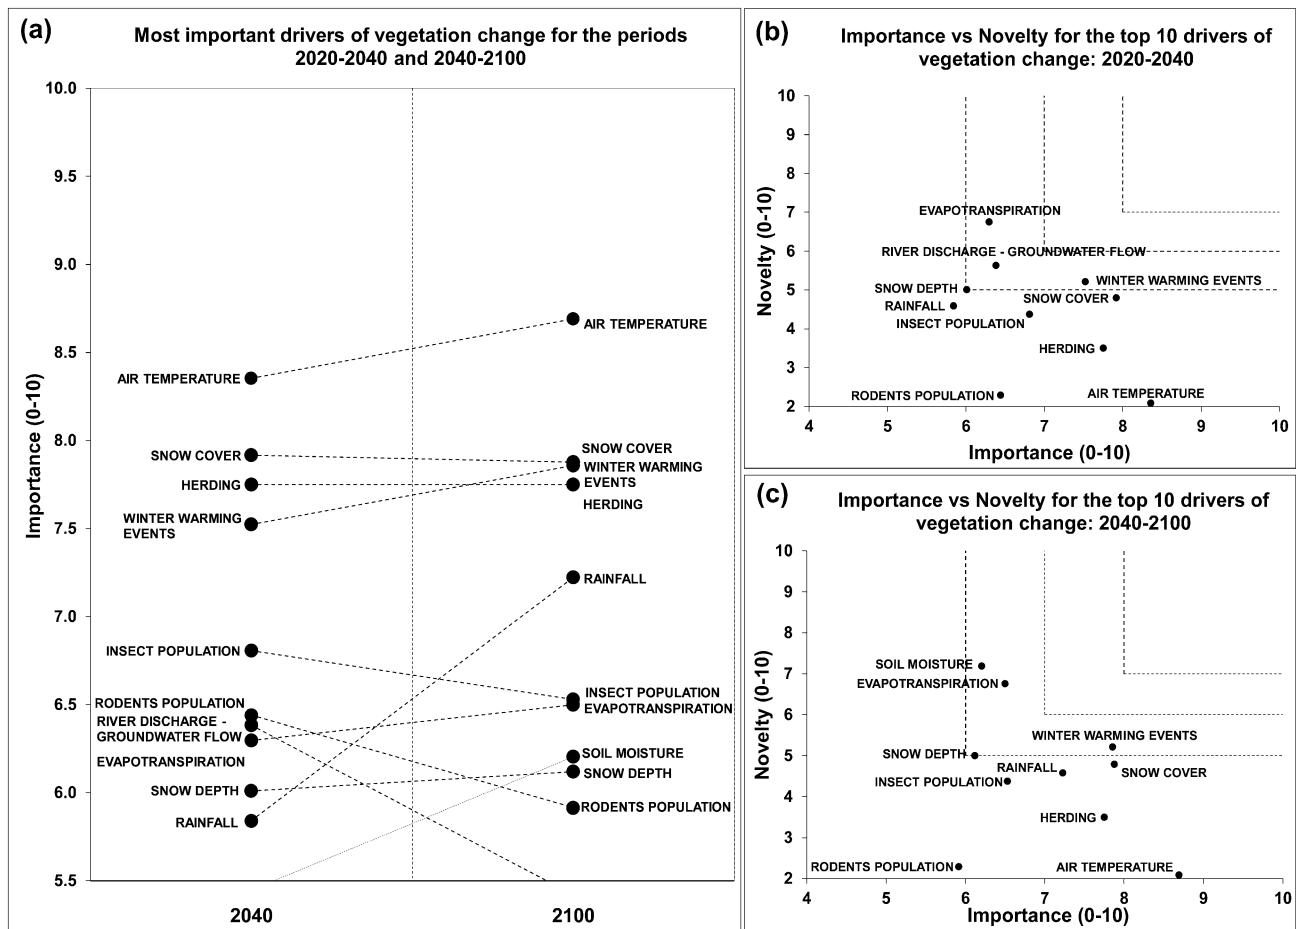 (a)
Most important drivers of vegetation change for the periods
2020-2040 and 2040-2100
Importance (0-10)
10.0
9.5
9.0
8.5
8.0
7.5
7.0
6.5
6.0
5.5
AIR TEMPERATURE
SNOW COVER
HERDING
WINTER WARMING
EVENTS
INSECT POPULATION
RODENTS POPULATION
RIVER DISCHARGE -
GROUNDWATER FLOW
EVAPOTRANSPIRATION
SNOW DEPTH
RAINFALL
AIR TEMPERATURE
SNOW COVER
WINTER WARMING
EVENTS
HERDING
RAINFALL
INSECT POPULATION
EVAPOTRANSPIRATION
SOIL MOISTURE
SNOW DEPTH
RODENTS POPULATION
2040
2100
(b)
Importance vs Novelty for the top 10 drivers of
vegetation change: 2020-2040
Novelty (0-10)
10
9
8
7
6
5
4
3
2
EVAPOTRANSPIRATION
RIVER DISCHARGE - GROUNDWATER FLOW
WINTER WARMING EVENTS
SNOW DEPTH
SNOW COVER
RAINFALL
INSECT POPULATION
HERDING
AIR TEMPERATURE
RODENTS POPULATION
4 5 6 7 8 9 10
Importance (0-10)
(c)
Importance vs Novelty for the top 10 drivers of
vegetation change: 2040-2100
Novelty (0-10)
10
9
8
7
6
5
4
3
2
SOIL MOISTURE
EVAPOTRANSPIRATION
WINTER WARMING EVENTS
SNOW DEPTH
RAINFALL
SNOW COVER
INSECT POPULATION
HERDING
RODENTS POPULATION
AIR TEMPERATURE
4 5 6 7 8 9 10
Importance (0-10)